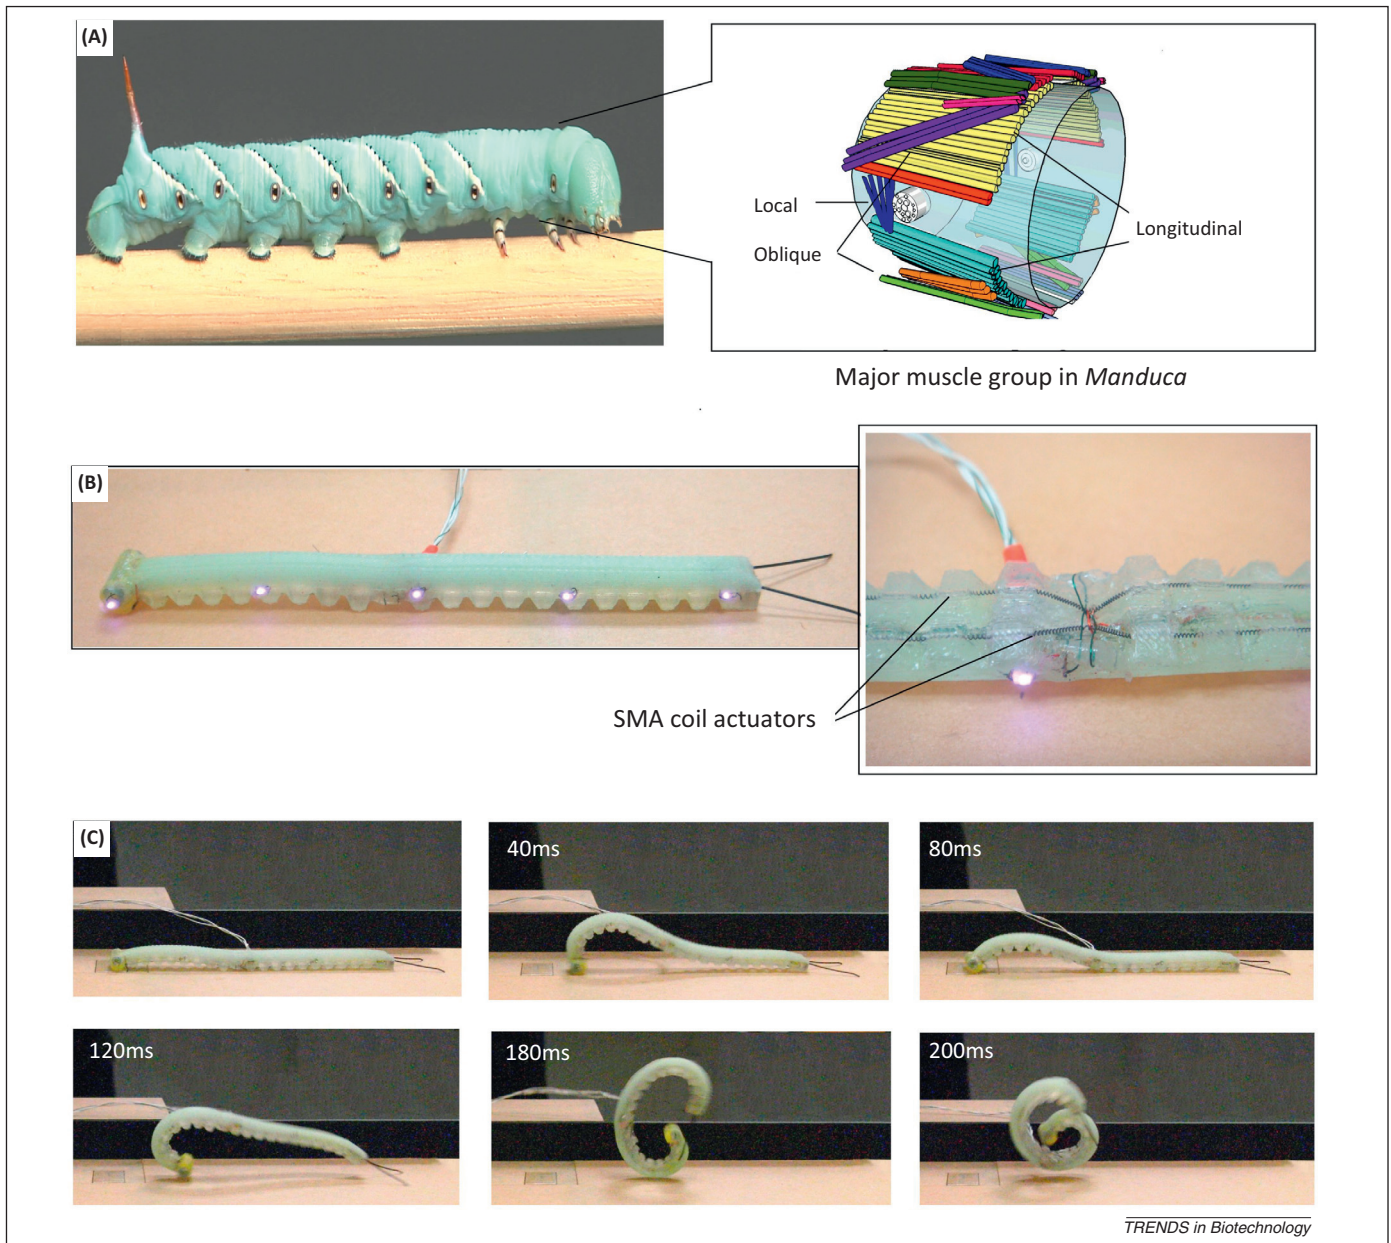 (A)
Local
Oblique
Longitudinal
Major muscle group in Manduca
(B)
SMA coil actuators
(C)
40ms
80ms
120ms
180ms
200ms
TRENDS in Biotechnology